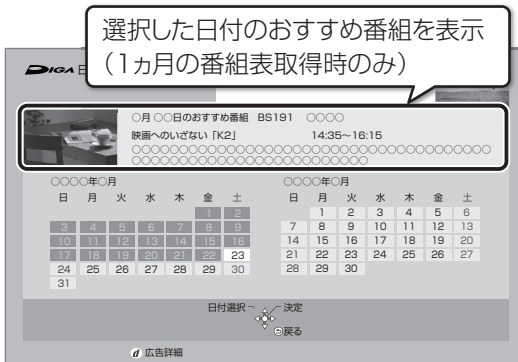 選択した日付のおすすめ番組を表示
（1ヵ月の番組表取得時のみ）
DIGA
○月 ○○日のおすすめ番組 BS191 ○○○○
映画へのいざない「K2」 14:35～16:15
○○○○○○○○○○○○○○○○○○○○○○○○○○○○○○○○○○○○
○○○○○○○○○○○○○○○○○○○○○○○○
○○○○年○月
日 月 火 水 木 金 土
1 2
3 4 5 6 7 8 9
10 11 12 13 14 15 16
17 18 19 20 21 22 23
24 25 26 27 28 29 30
31
○○○○年○月
日 月 火 水 木 金 土
1 2 3 4 5 6
7 8 9 10 11 12 13
14 15 16 17 18 19 20
21 22 23 24 25 26 27
28 29 30
日付選択 決定
戻る
d 広告詳細